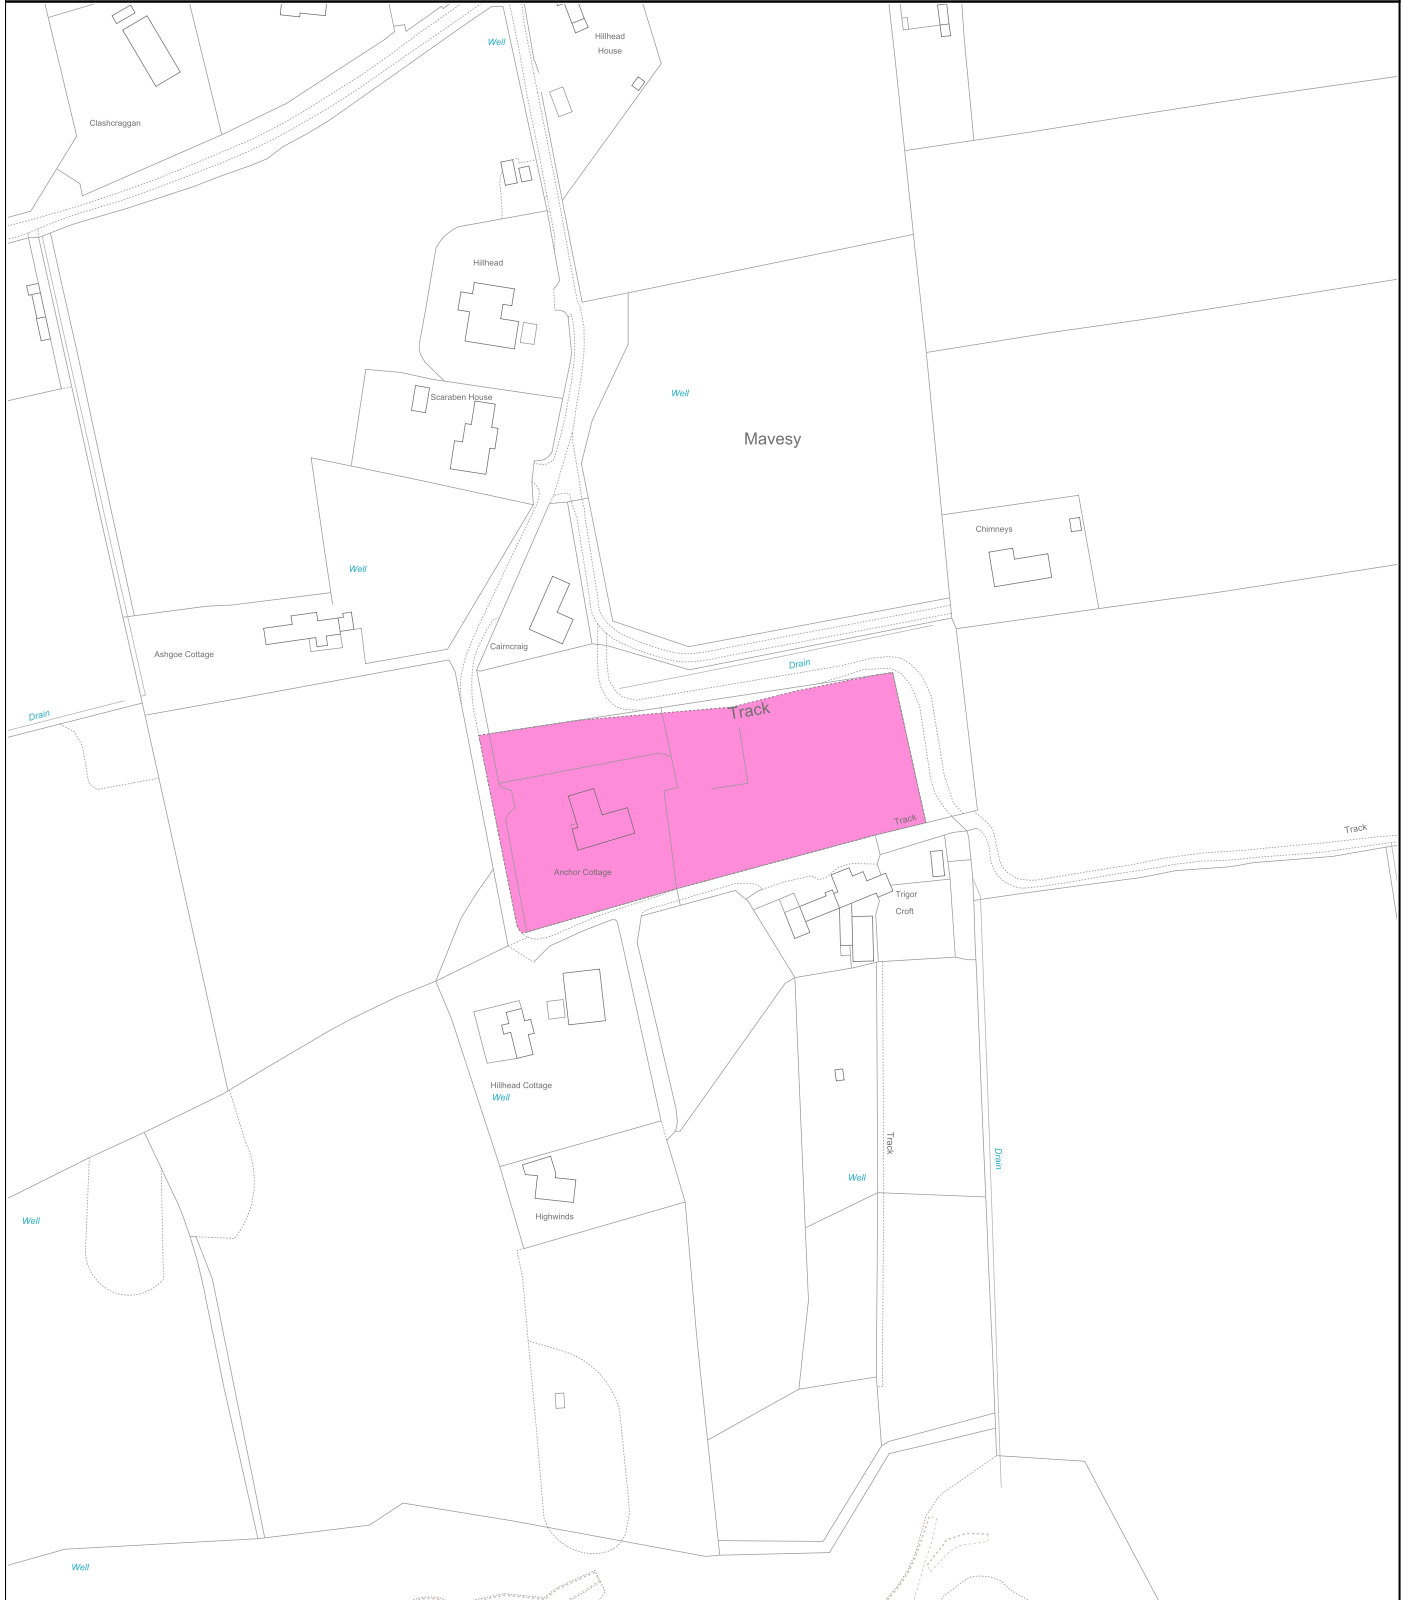 Well
Hillhead
House
Clashcraggan
Hillhead
Well
Scaraben House
Mavesy
Chimneys
Well
Cairncraig
Ashgoe Cottage
Drain
Drain
Track
Track
Track
Anchor Cottage
Trigor
Croft
Hillhead Cottage
Well
Track
Drain
Well
Highwinds
Well
Well